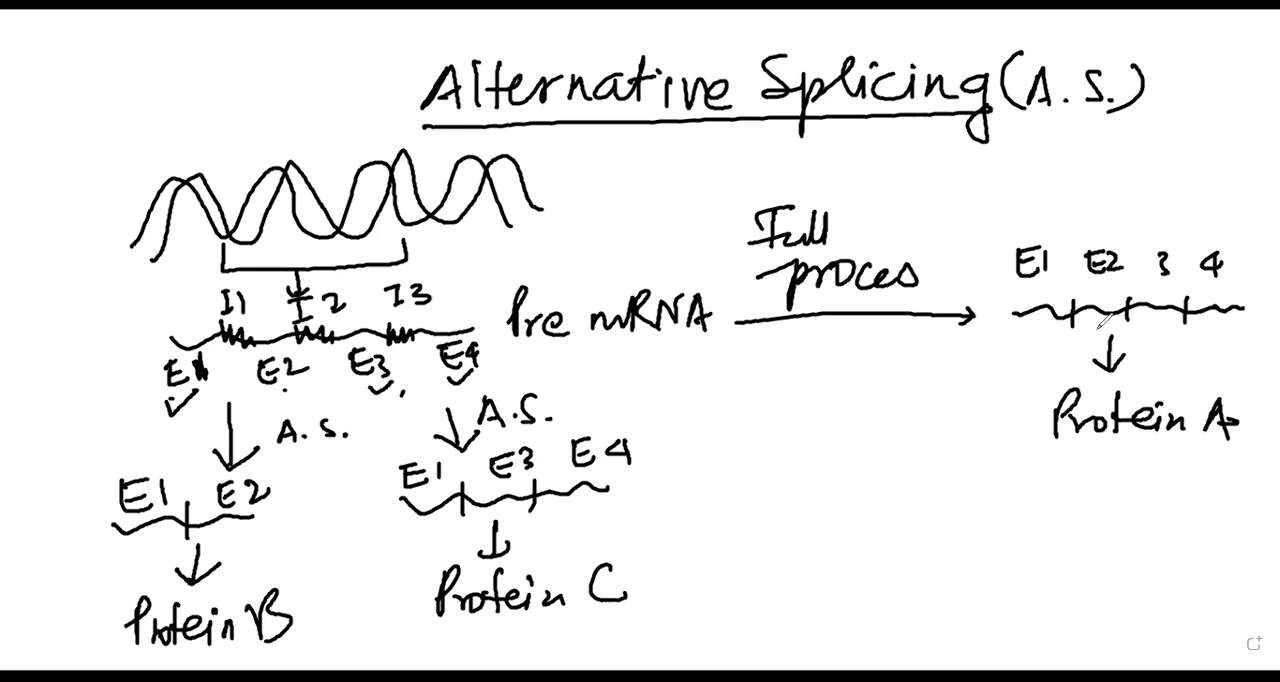 Alternative Splicing (A.S.)
Full
proces
E1 E2 3 4
I1 I2 I3
Pre mRNA
E1 E2 E3 E4
A.S.
A.S.
Protein A
E1 E3 E4
E1 E2
Protein C
Protein B